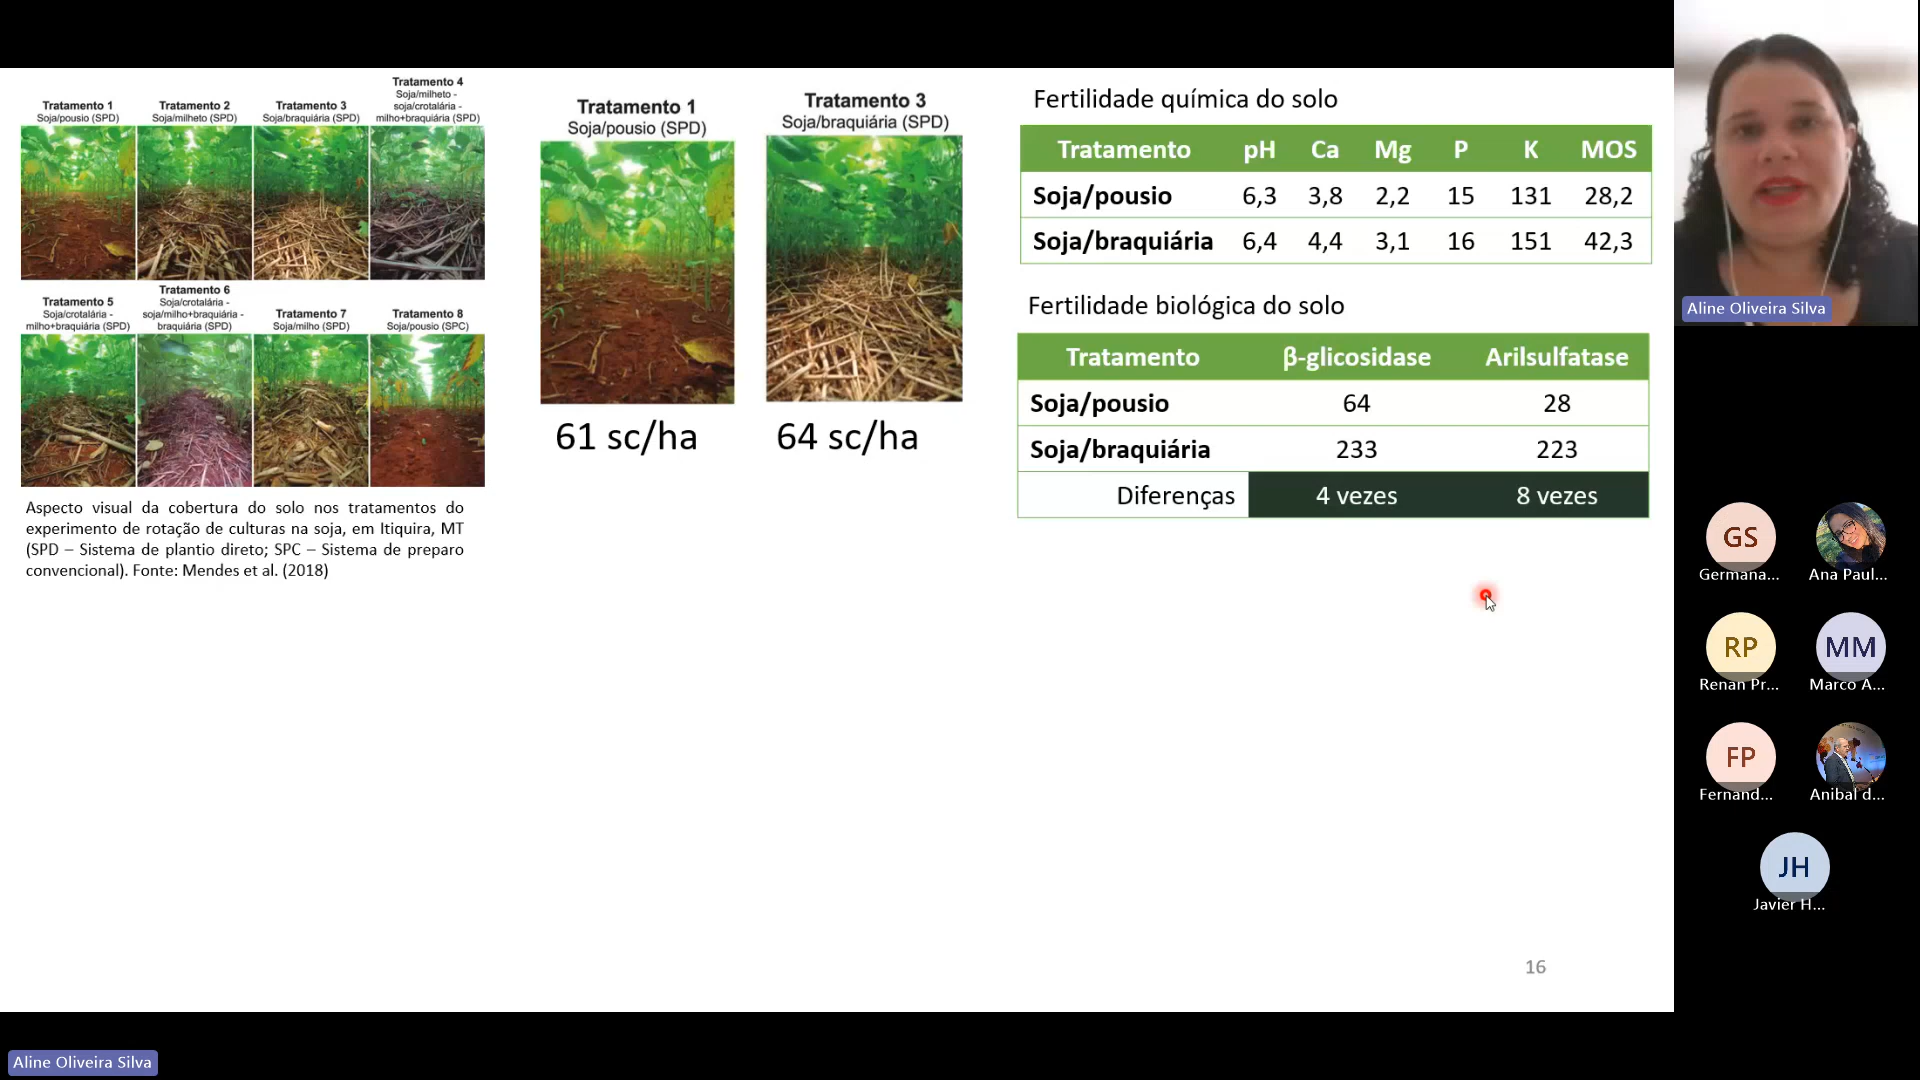 Tratamento 1
Soja/pousio (SPD)
Tratamento 2
Soja/milheto (SPD)
Tratamento 3
Soja/braquiária (SPD)
Tratamento 4
Soja/milheto -
soja/crotalária -
milho+braquiária (SPD)
Tratamento 5
Soja/crotalária -
milho+braquiária (SPD)
Tratamento 6
Soja/crotalária -
soja/milho+braquiária -
braquiária (SPD)
Tratamento 7
Soja/milho (SPD)
Tratamento 8
Soja/pousio (SPC)
Aspecto visual da cobertura do solo nos tratamentos do
experimento de rotação de culturas na soja, em Itiquira, MT
(SPD – Sistema de plantio direto; SPC – Sistema de preparo
convencional). Fonte: Mendes et al. (2018)
Tratamento 1
Soja/pousio (SPD)
61 sc/ha
Tratamento 3
Soja/braquiária (SPD)
64 sc/ha
Fertilidade química do solo
Tratamento pH Ca Mg P K MOS
Soja/pousio 6,3 3,8 2,2 15 131 28,2
Soja/braquiária 6,4 4,4 3,1 16 151 42,3
Fertilidade biológica do solo
Tratamento β-glicosidase Arilsulfatase
Soja/pousio 64 28
Soja/braquiária 233 223
Diferenças 4 vezes 8 vezes
16
Aline Oliveira Silva
GS
Germana...
Ana Paul...
RP
Renan Pr...
MM
Marco A...
FP
Fernand...
Anibal d...
JH
Javier H...
Aline Oliveira Silva